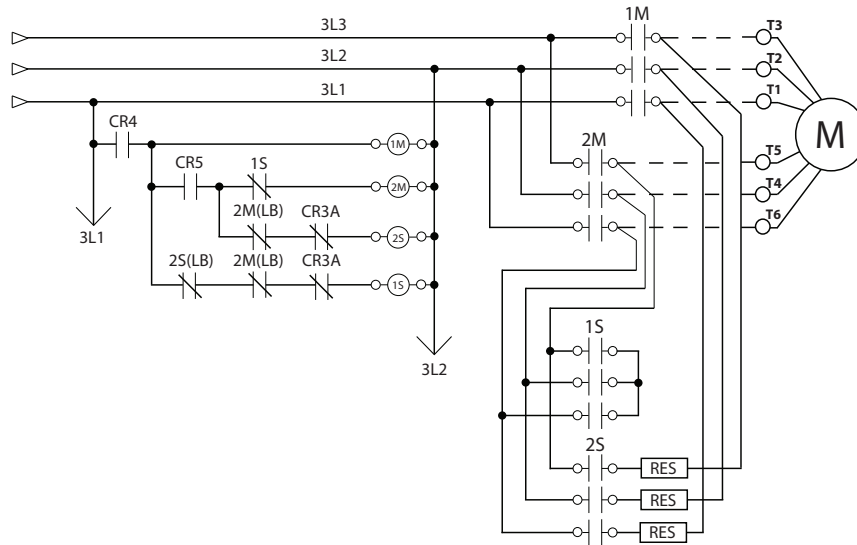 3L3
1M
T3
3L2
T2
3L1
T1
CR4
M
1M
2M
CR5
1S
T5
2M
T4
2M(LB)
CR3A
T6
3L1
2S
2S(LB)
2M(LB)
CR3A
1S
1S
3L2
2S
RES
RES
RES